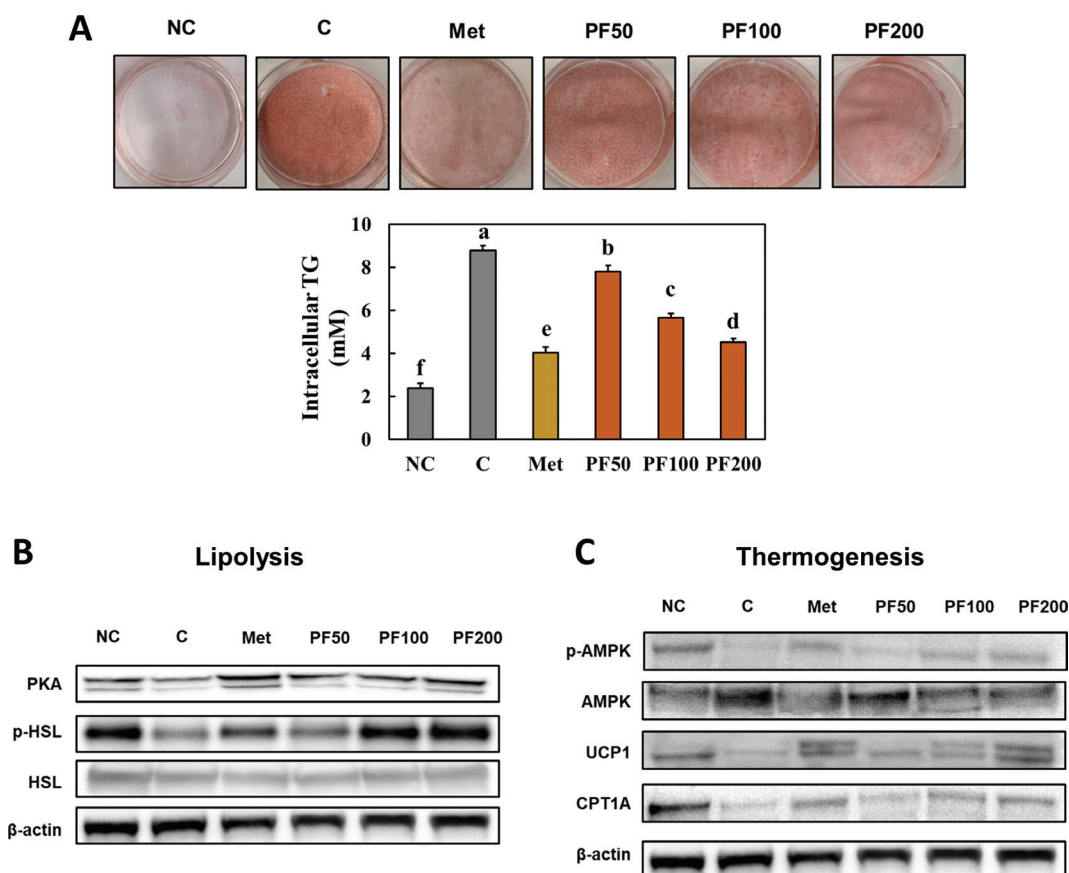 A
NC C Met PF50 PF100 PF200
Intracellular TG
(mM)
10
8
6
4
2
0
f a e b c d
NC C Met PF50 PF100 PF200
B
Lipolysis
NC C Met PF50 PF100 PF200
PKA
p-HSL
HSL
β-actin
C
Thermogenesis
NC C Met PF50 PF100 PF200
p-AMPK
AMPK
UCP1
CPT1A
β-actin